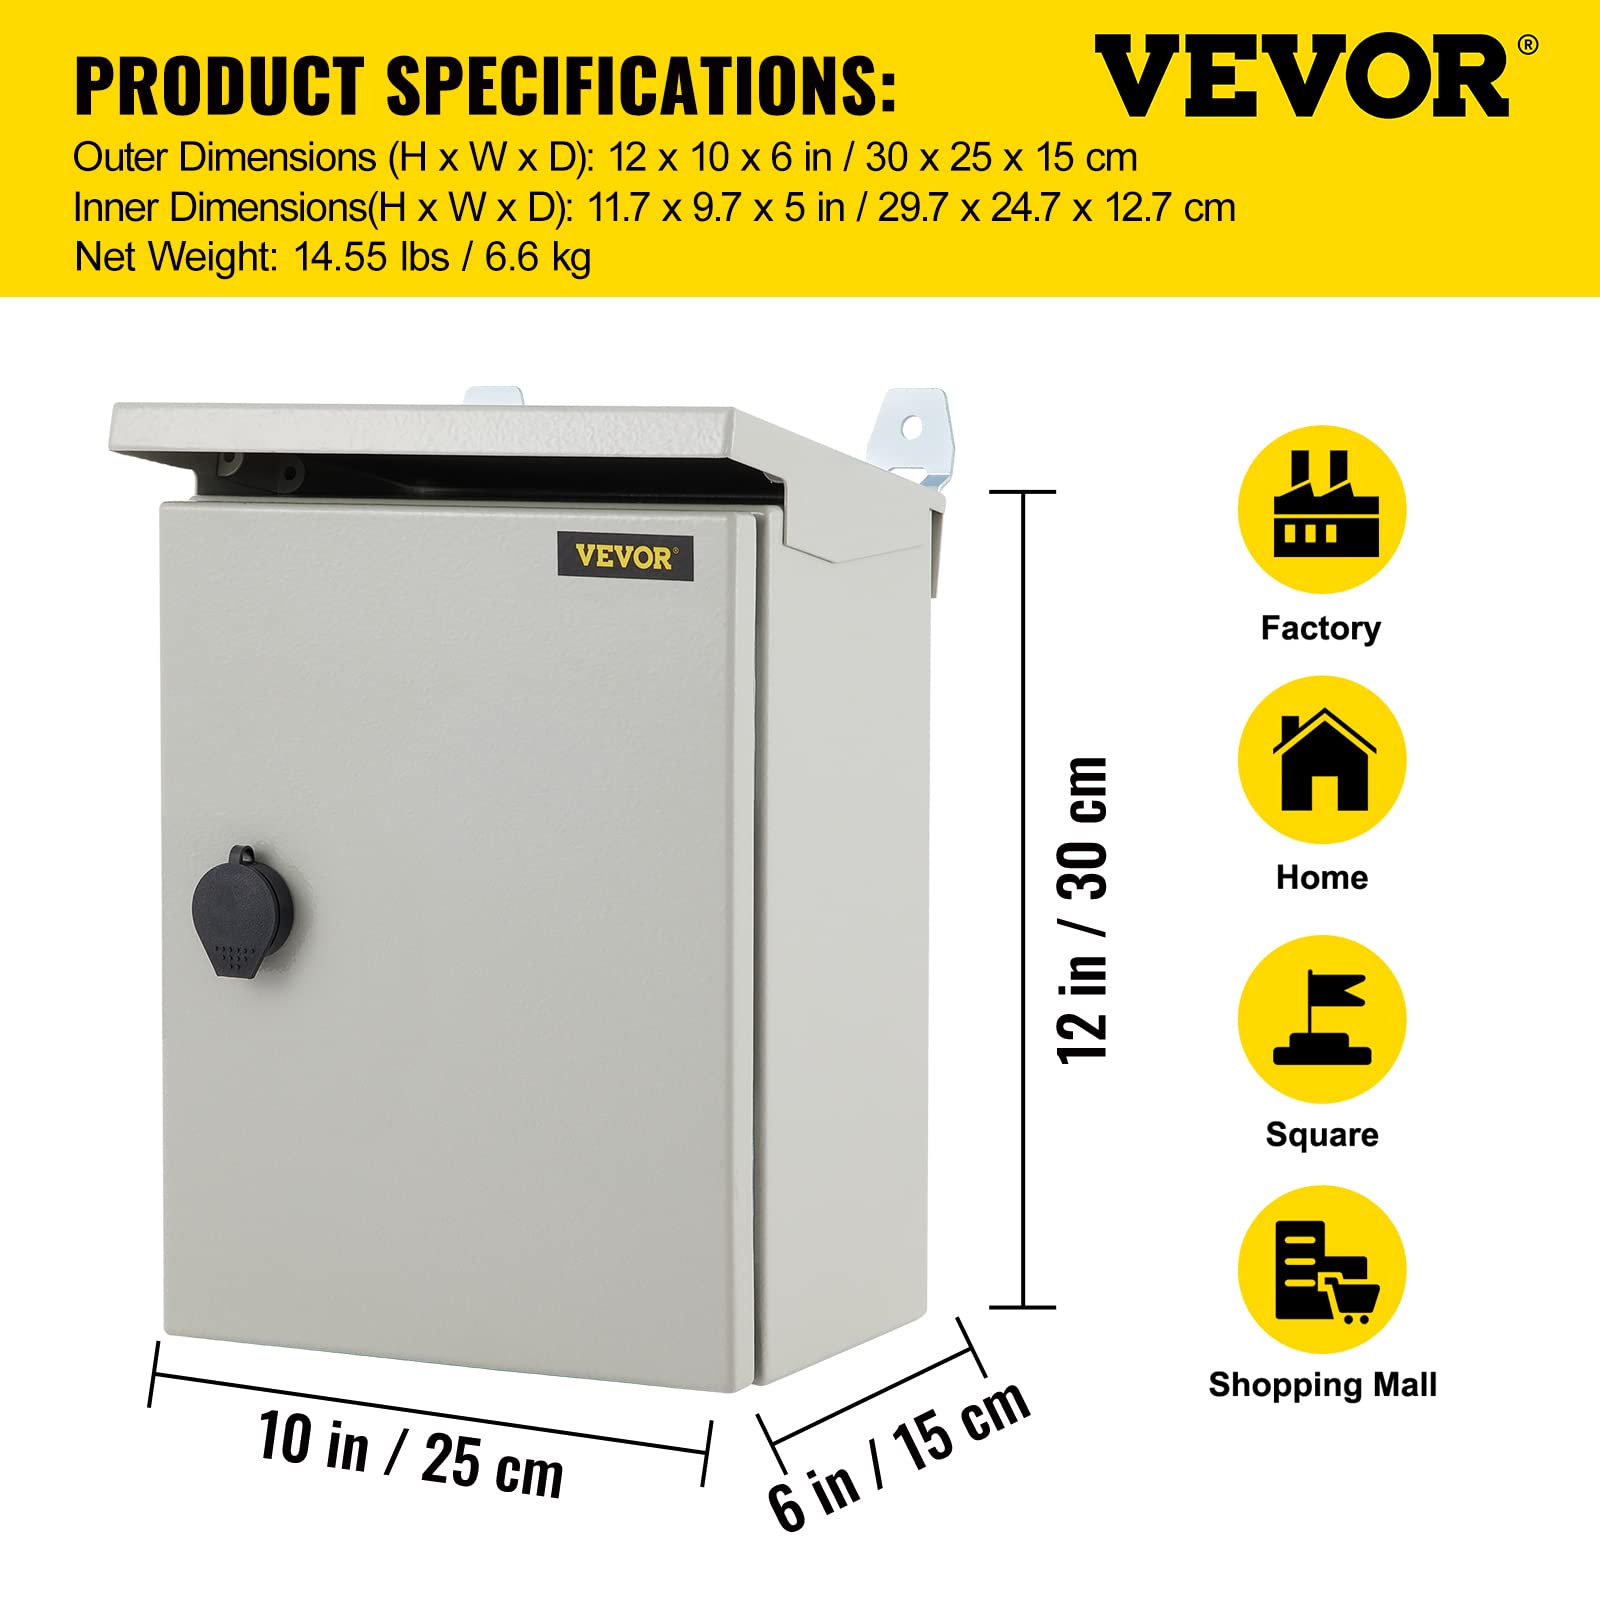 PRODUCT SPECIFICATIONS:
VEVOR®
Outer Dimensions (H x W x D): 12 x 10 x 6 in / 30 x 25 x 15 cm
Inner Dimensions(H x W x D): 11.7 x 9.7 x 5 in / 29.7 x 24.7 x 12.7 cm
Net Weight: 14.55 lbs / 6.6 kg
VEVOR®
Factory
Home
12 in / 30 cm
Square
Shopping Mall
10 in / 25 cm
6 in / 15 cm